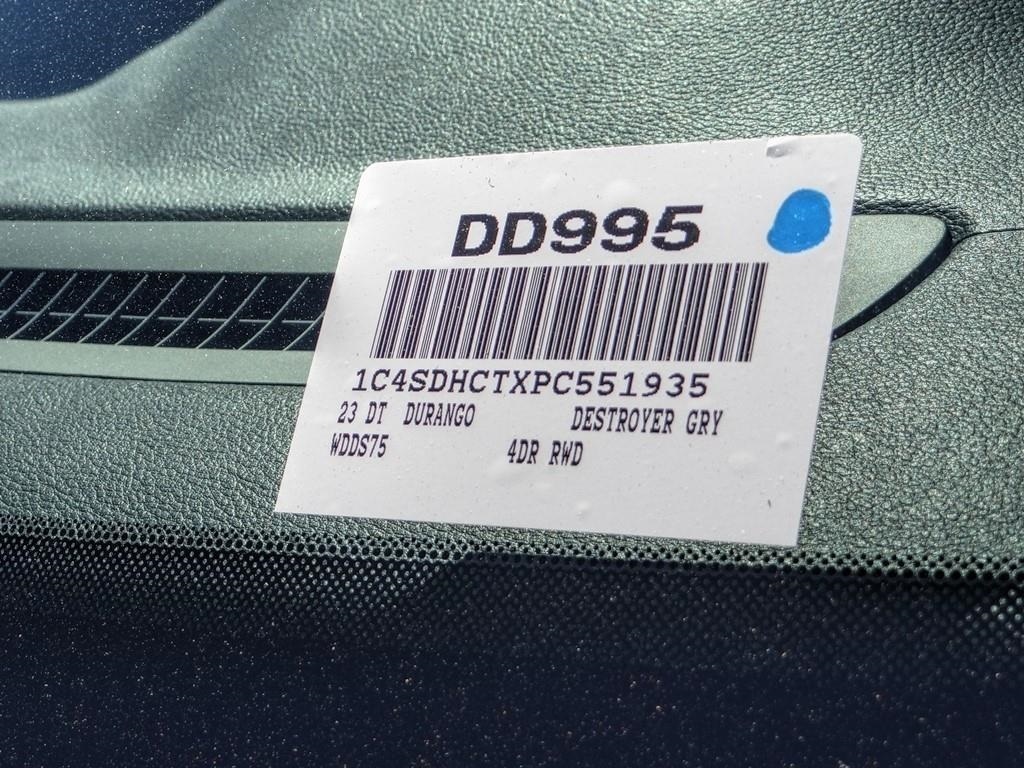 DD995
1C4SDHCTXPC551935
23 DT DURANGO DESTROYER GRY
WDDS75 4DR RWD